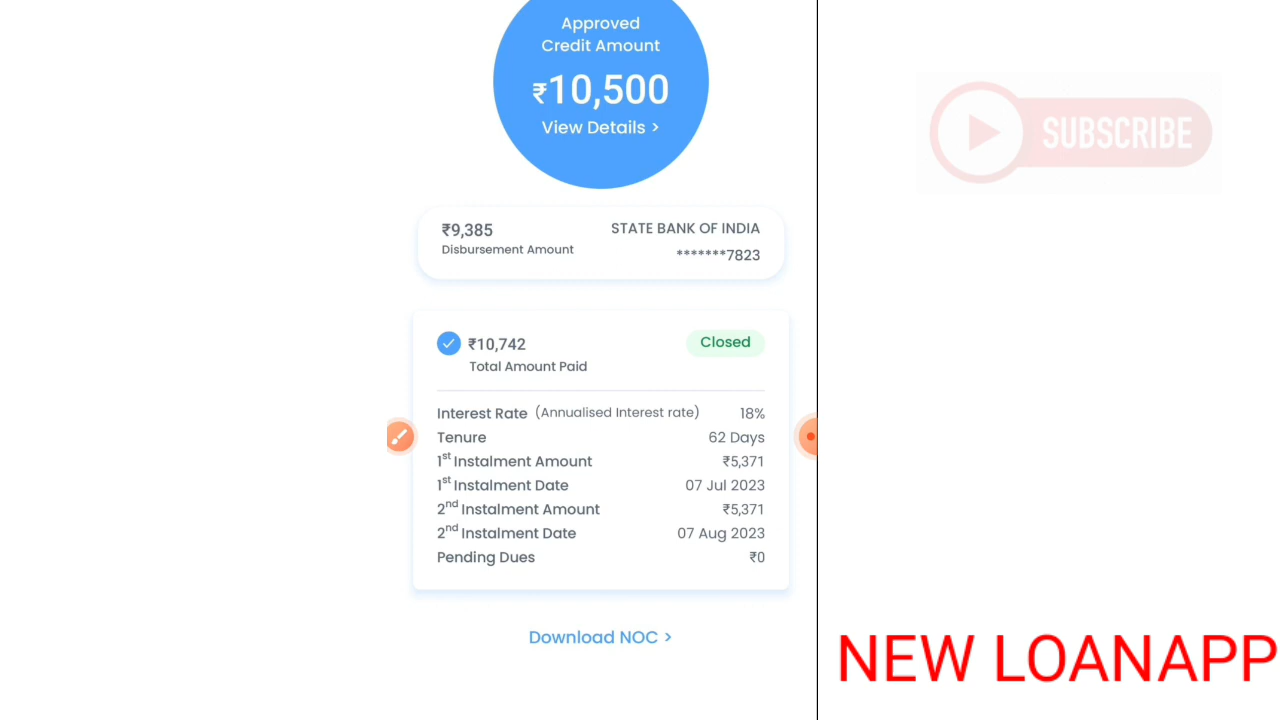 Approved
Credit Amount
₹10,500
View Details >
₹9,385
Disbursement Amount
STATE BANK OF INDIA
*******7823
₹10,742
Total Amount Paid
Closed
Interest Rate (Annualised Interest rate) 18%
Tenure 62 Days
1st Instalment Amount ₹5,371
1st Instalment Date 07 Jul 2023
2nd Instalment Amount ₹5,371
2nd Instalment Date 07 Aug 2023
Pending Dues ₹0
Download NOC >
SUBSCRIBE
NEW LOANAPP